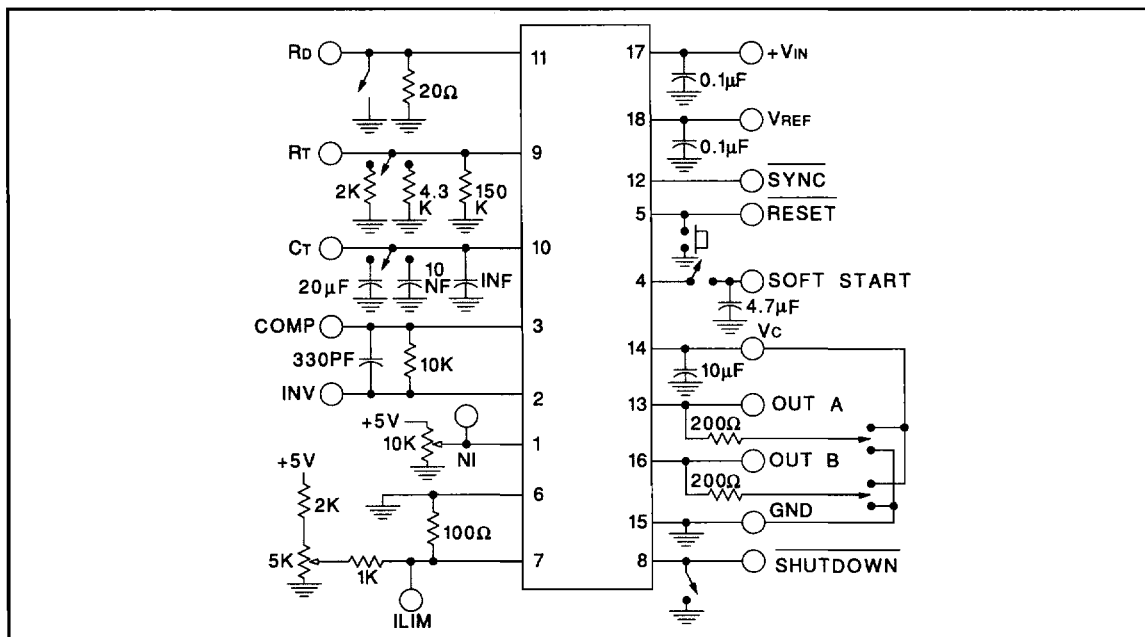 RD
11
20Ω
RT
9
2K
4.3
K
150
K
CT
10
20µF
10
NF
INF
COMP
3
330PF
10K
INV
2
+5V
10K
NI
1
+5V
2K
6
100Ω
5K
1K
7
ILIM
17
+VIN
0.1µF
18
VREF
0.1µF
12
SYNC
5
RESET
4
SOFT START
4.7µF
VC
14
10µF
13
OUT A
200Ω
16
OUT B
200Ω
GND
15
8
SHUTDOWN